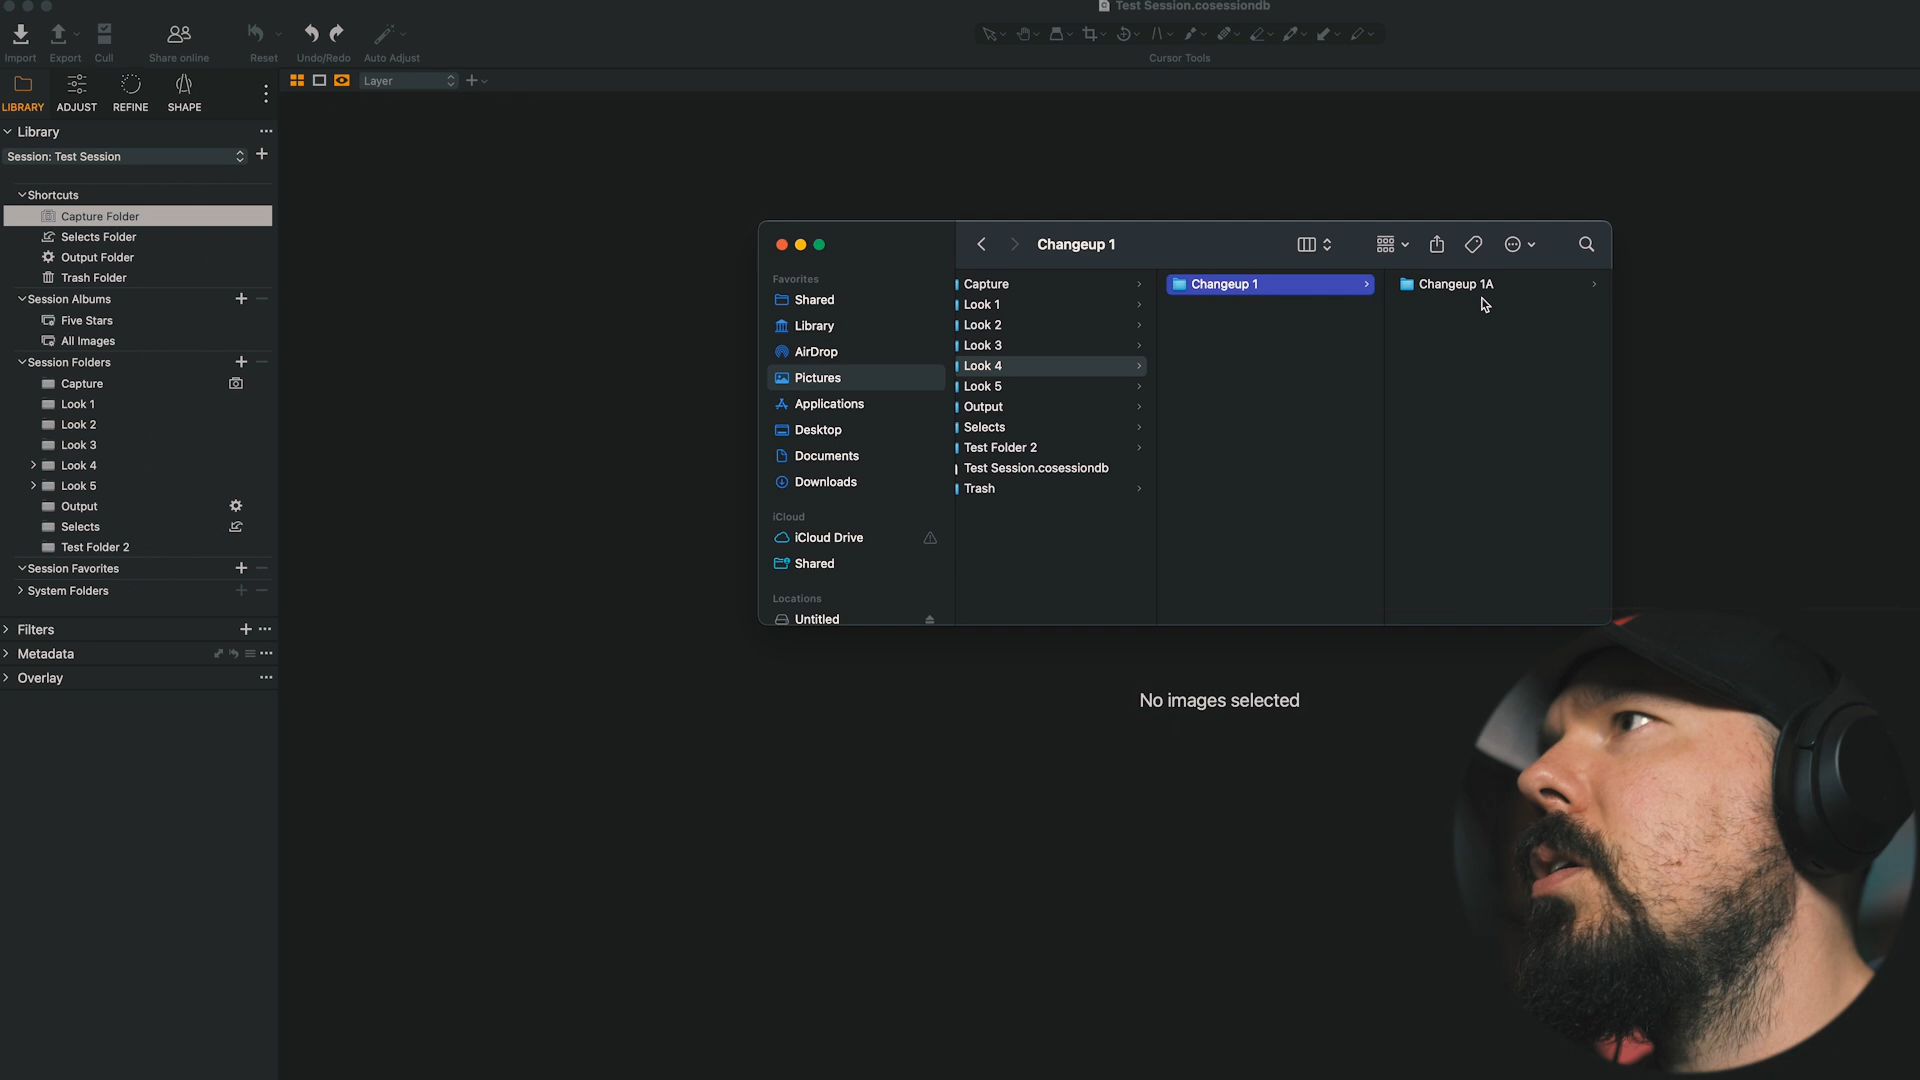 Test Session.cosessiondb
Import Export Cull Share online Reset Undo/Redo Auto Adjust Cursor Tools
LIBRARY ADJUST REFINE SHAPE
Layer
Library
Session: Test Session
Shortcuts
Capture Folder
Selects Folder
Output Folder
Trash Folder
Session Albums
Five Stars
All Images
Session Folders
Capture
Look 1
Look 2
Look 3
Look 4
Look 5
Output
Selects
Test Folder 2
Session Favorites
System Folders
Filters
Metadata
Overlay
Changeup 1
Favorites
Shared
Library
AirDrop
Pictures
Applications
Desktop
Documents
Downloads
iCloud
iCloud Drive
Shared
Locations
Untitled
Capture
Look 1
Look 2
Look 3
Look 4
Look 5
Output
Selects
Test Folder 2
Test Session.cosessiondb
Trash
Changeup 1
Changeup 1A
No images selected